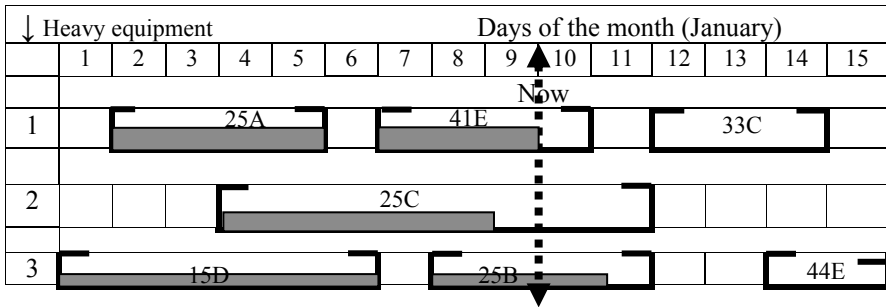 ↓ Heavy equipment Days of the month (January)
1 2 3 4 5 6 7 8 9 10 11 12 13 14 15
Now
1 25A 41E 33C
2 25C
3 15D 25B 44E